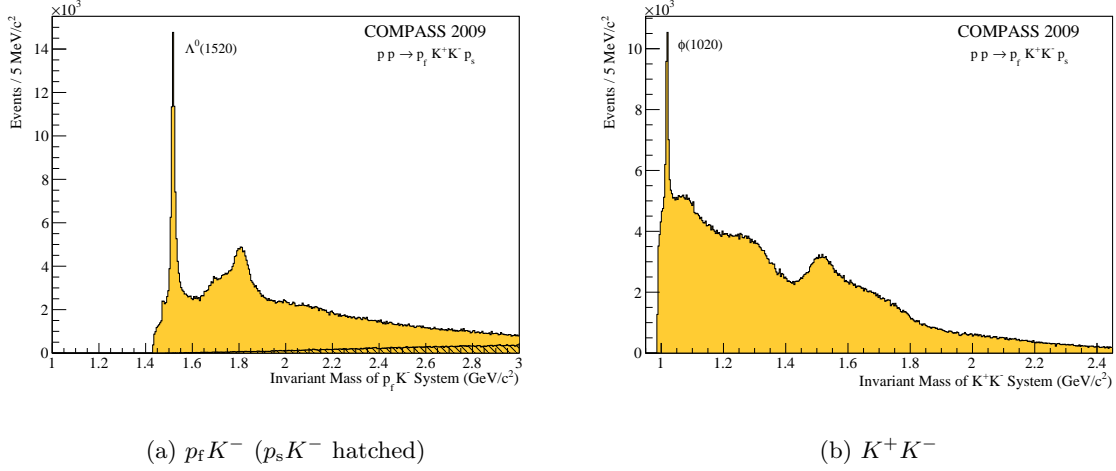 ×10³
COMPASS 2009
p p → p_f K⁺K⁻ p_s
Λ⁰(1520)
Events / 5 MeV/c²
14
12
10
8
6
4
2
0
1 1.2 1.4 1.6 1.8 2 2.2 2.4 2.6 2.8 3
Invariant Mass of p_f K⁻ System (GeV/c²)
(a) p_f K⁻ (p_s K⁻ hatched)
×10³
COMPASS 2009
p p → p_f K⁺K⁻ p_s
φ(1020)
Events / 5 MeV/c²
10
8
6
4
2
0
1 1.2 1.4 1.6 1.8 2 2.2 2.4
Invariant Mass of K⁺K⁻ System (GeV/c²)
(b) K⁺K⁻